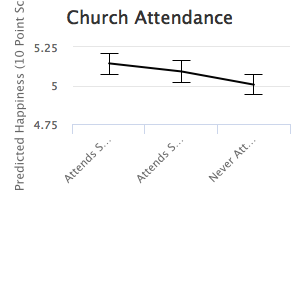 Church Attendance
Predicted Happiness (10 Point Sc
5.25
5
4.75
Attends S...
Attends S...
Never Att...